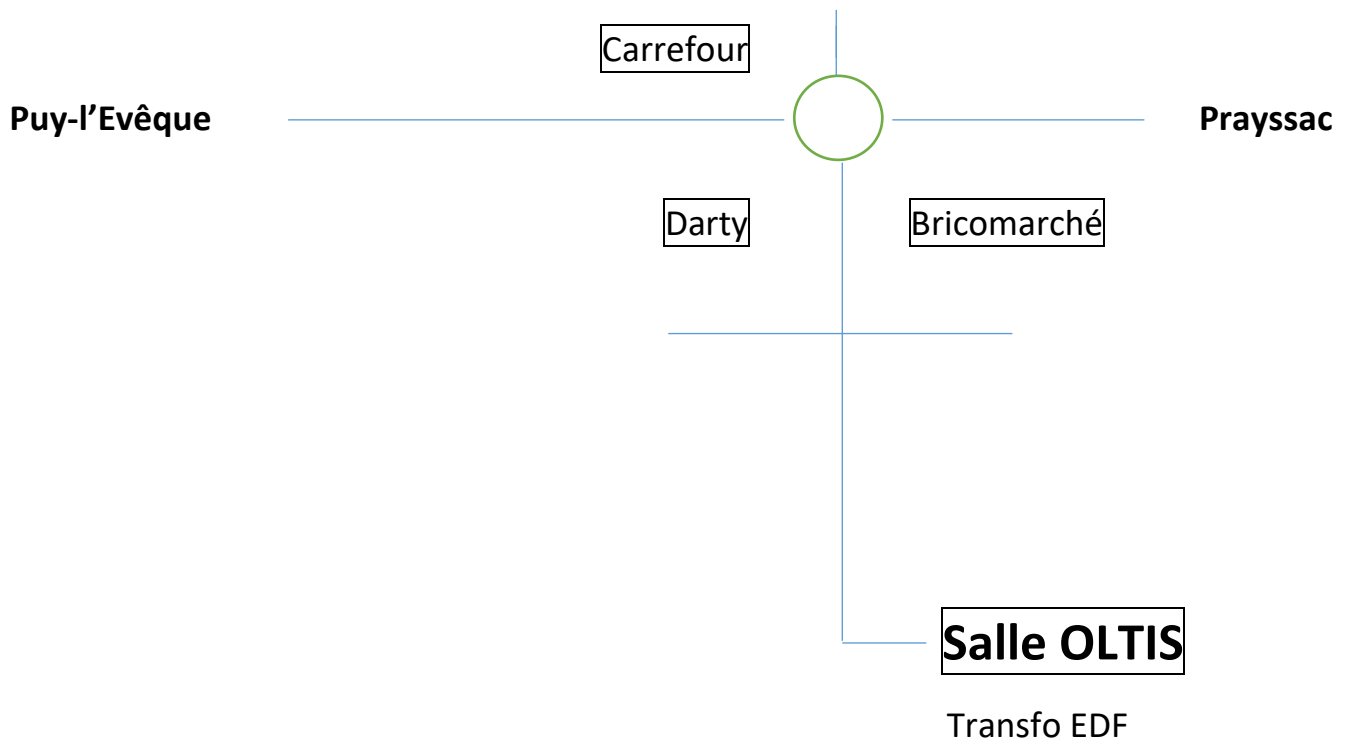 Carrefour
Puy-l’Evêque
Prayssac
Darty
Bricomarché
Salle OLTIS
Transfo EDF